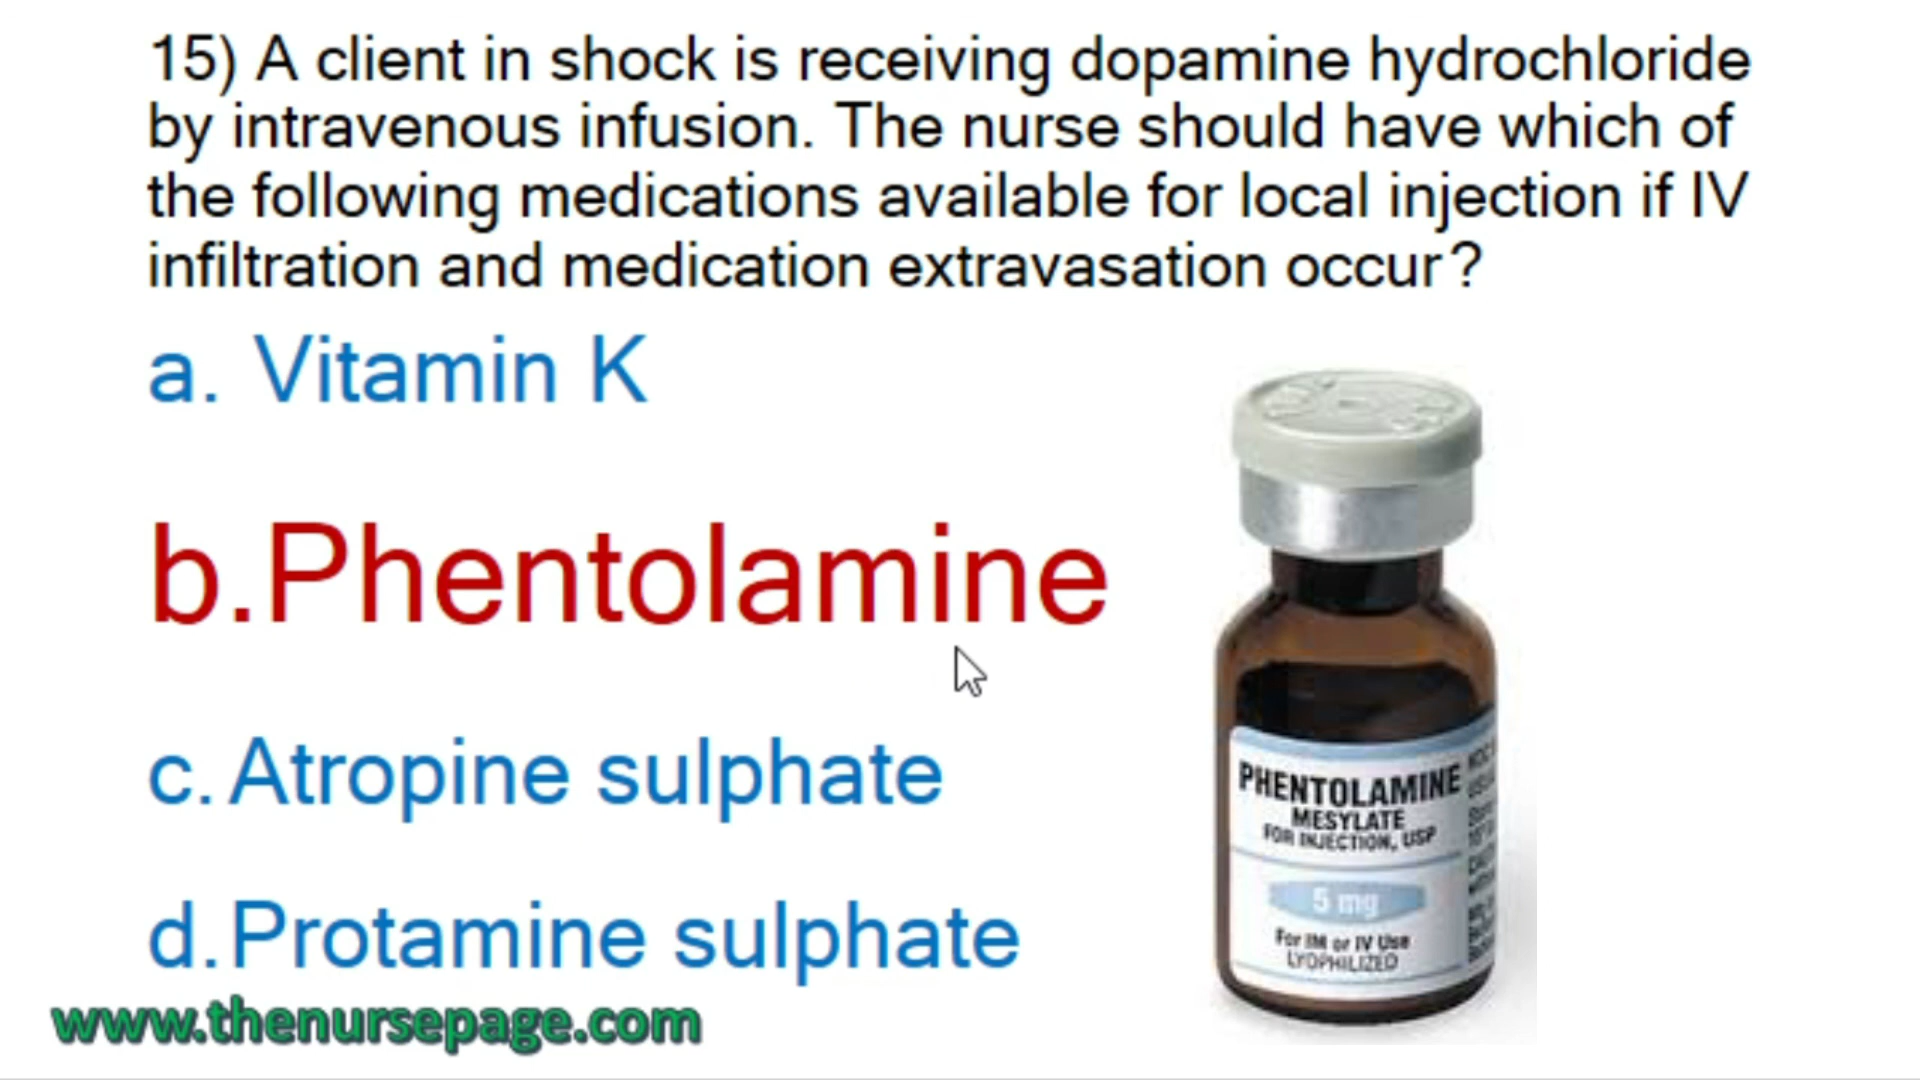 15) A client in shock is receiving dopamine hydrochloride
by intravenous infusion. The nurse should have which of
the following medications available for local injection if IV
infiltration and medication extravasation occur?
a. Vitamin K
b.Phentolamine
c. Atropine sulphate
d.Protamine sulphate
PHENTOLAMINE
MESYLATE
FOR INJECTION, USP
5 mg
For IM or IV Use
LYOPHILIZED
www.thenursepage.com